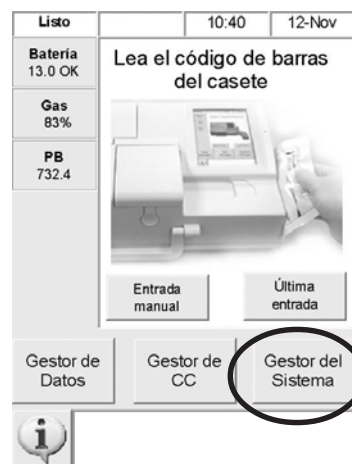 Listo
10:40
12-Nov
Batería
13.0 OK
Gas
83%
PB
732.4
Lea el código de barras
del casete
Entrada
manual
Última
entrada
Gestor de
Datos
Gestor de
CC
Gestor del
Sistema
i